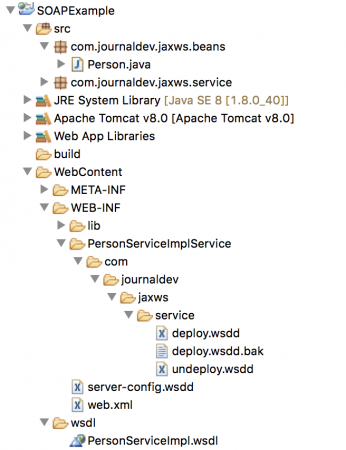 SOAPExample
src
com.journaldev.jaxws.beans
Person.java
com.journaldev.jaxws.service
JRE System Library [Java SE 8 [1.8.0_40]]
Apache Tomcat v8.0 [Apache Tomcat v8.0]
Web App Libraries
build
WebContent
META-INF
WEB-INF
lib
PersonServiceImplService
com
journaldev
jaxws
service
deploy.wsdd
deploy.wsdd.bak
undeploy.wsdd
server-config.wsdd
web.xml
wsdl
PersonServiceImpl.wsdl